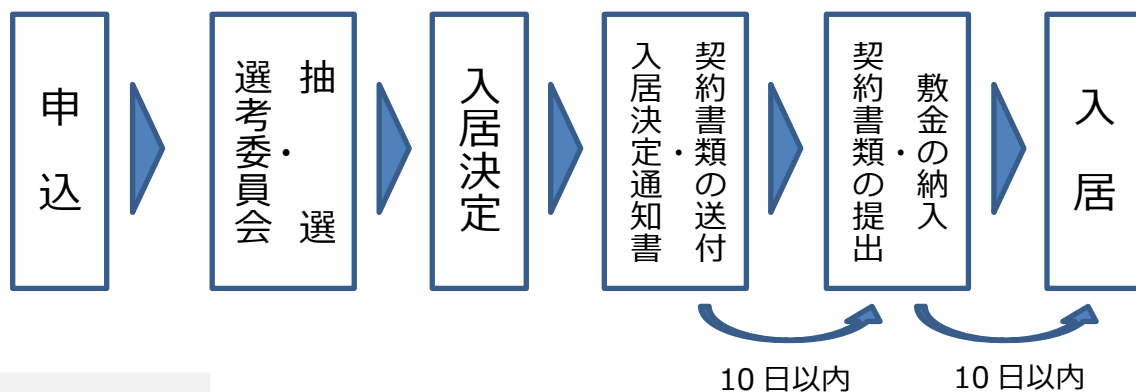 申込
抽選・
選考委員会
入居決定
契約書類の送付・
入居決定通知書
敷金の納入・
契約書類の提出
入居
10日以内
10日以内